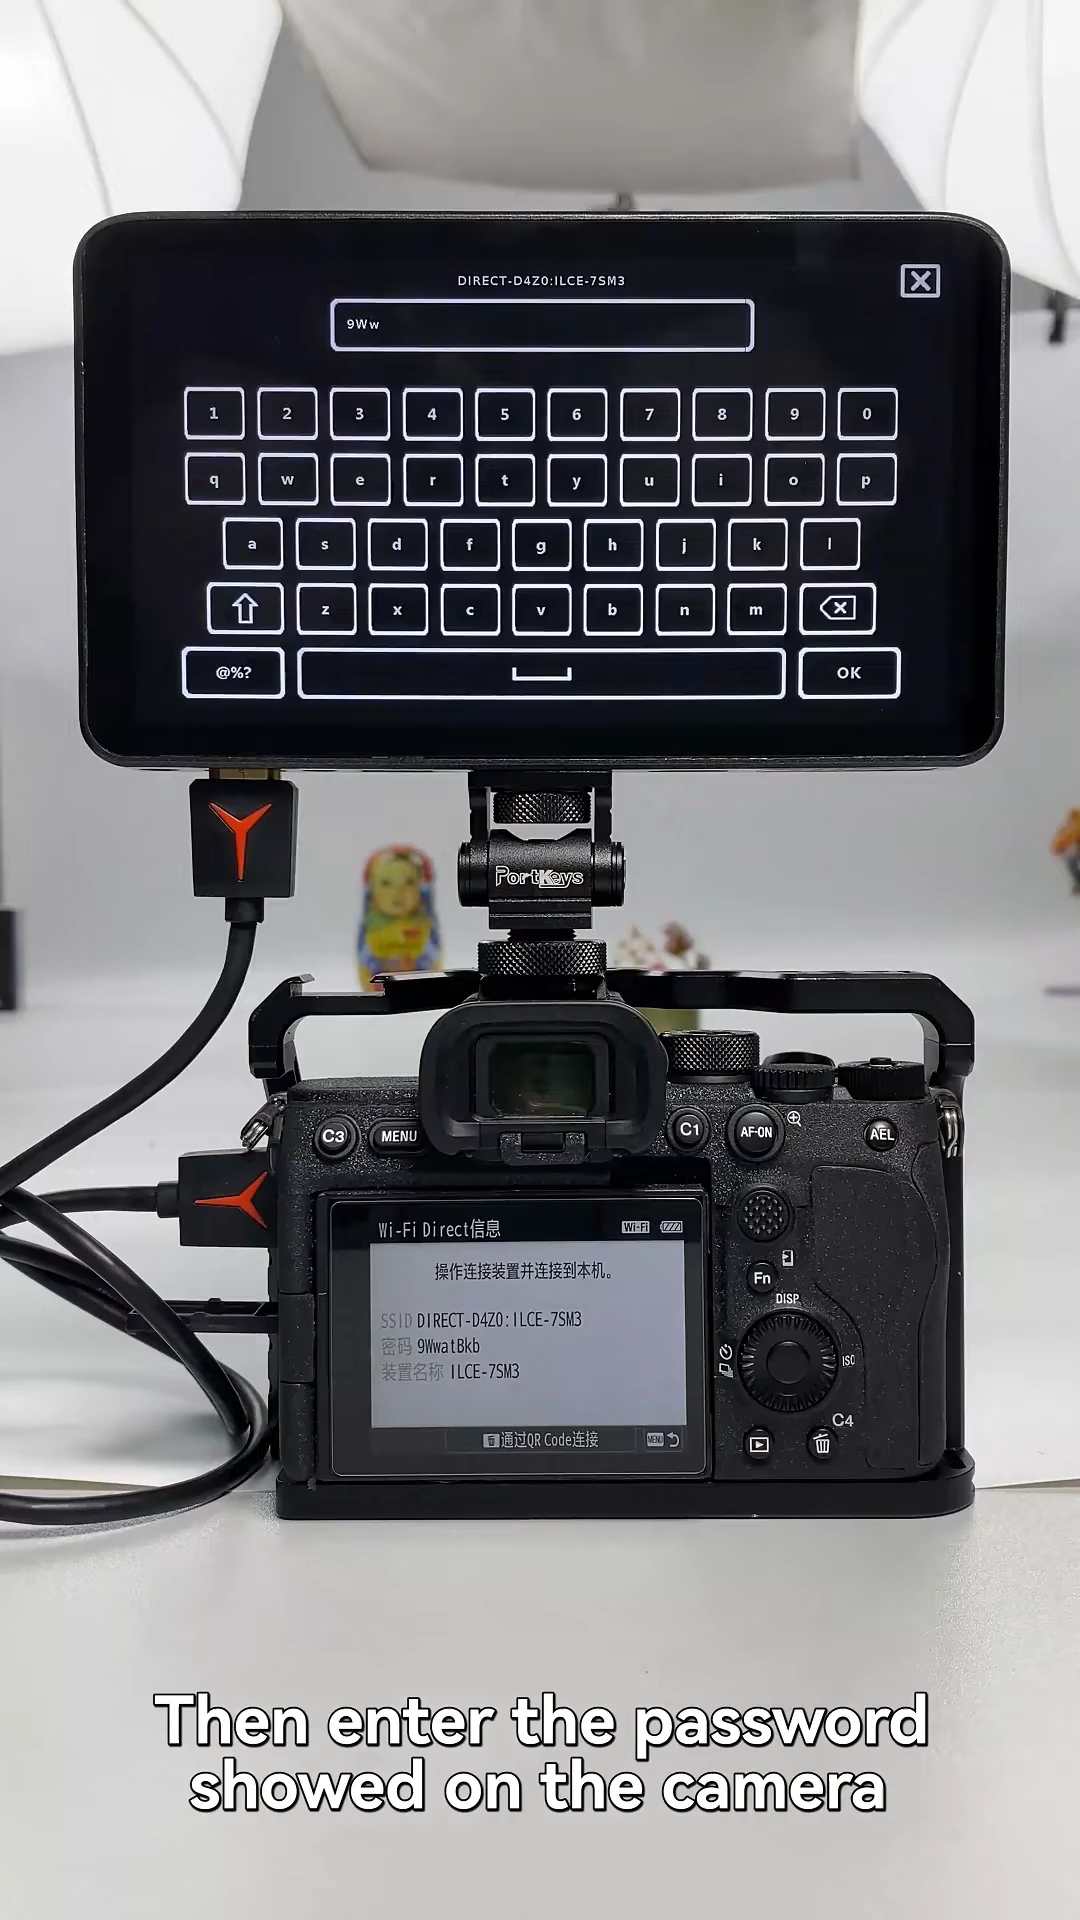 DIRECT-D4Z0:ILCE-7SM3
9Ww
1 2 3 4 5 6 7 8 9 0
q w e r t y u i o p
a s d f g h j k l
z x c v b n m
@%? OK
PortKeys
C3 MENU C1 AF-ON AEL
Wi-Fi Direct信息 Wi-Fi
操作连接装置并连接到本机。
SSID DIRECT-D4Z0:ILCE-7SM3
密码 9WwatBkb
装置名称 ILCE-7SM3
通过QR Code连接 MENU
Fn
DISP
ISO
C4
Then enter the password
showed on the camera